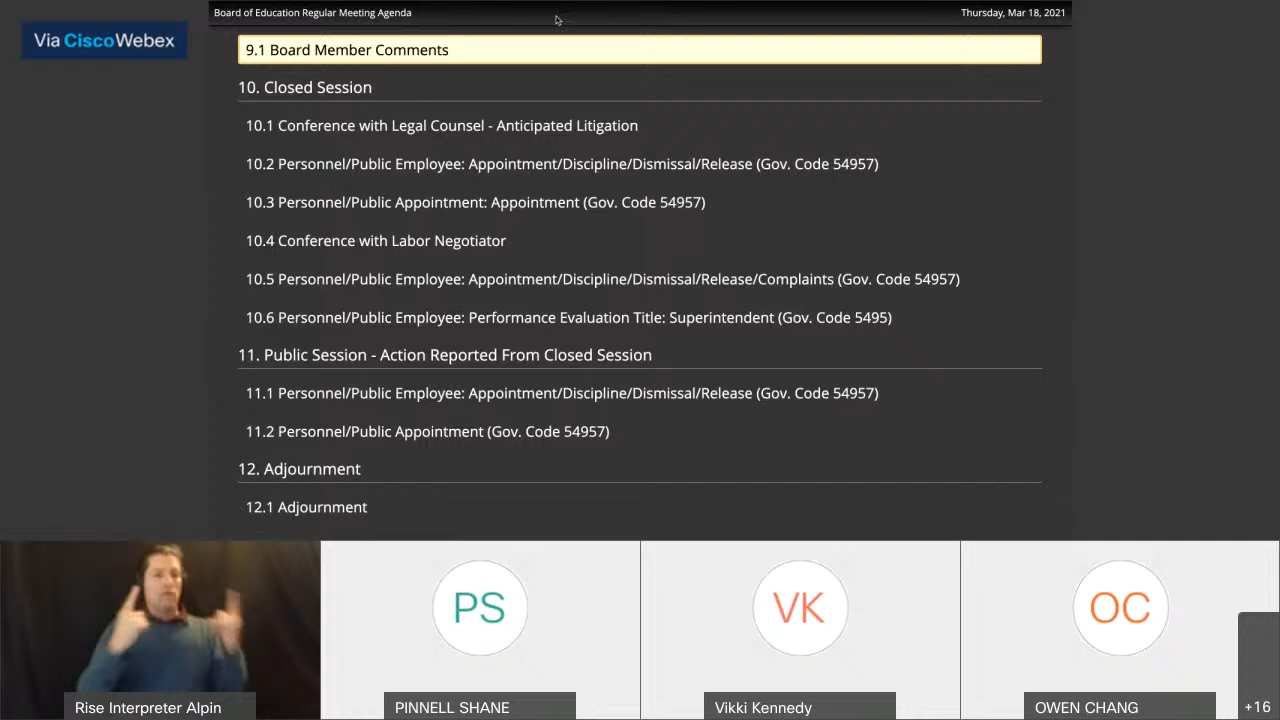 Board of Education Regular Meeting Agenda
Thursday, Mar 18, 2021
Via CiscoWebex
9.1 Board Member Comments
10. Closed Session
10.1 Conference with Legal Counsel - Anticipated Litigation
10.2 Personnel/Public Employee: Appointment/Discipline/Dismissal/Release (Gov. Code 54957)
10.3 Personnel/Public Appointment: Appointment (Gov. Code 54957)
10.4 Conference with Labor Negotiator
10.5 Personnel/Public Employee: Appointment/Discipline/Dismissal/Release/Complaints (Gov. Code 54957)
10.6 Personnel/Public Employee: Performance Evaluation Title: Superintendent (Gov. Code 5495)
11. Public Session - Action Reported From Closed Session
11.1 Personnel/Public Employee: Appointment/Discipline/Dismissal/Release (Gov. Code 54957)
11.2 Personnel/Public Appointment (Gov. Code 54957)
12. Adjournment
12.1 Adjournment
PS
VK
OC
Rise Interpreter Alpin
PINNELL SHANE
Vikki Kennedy
OWEN CHANG
+16